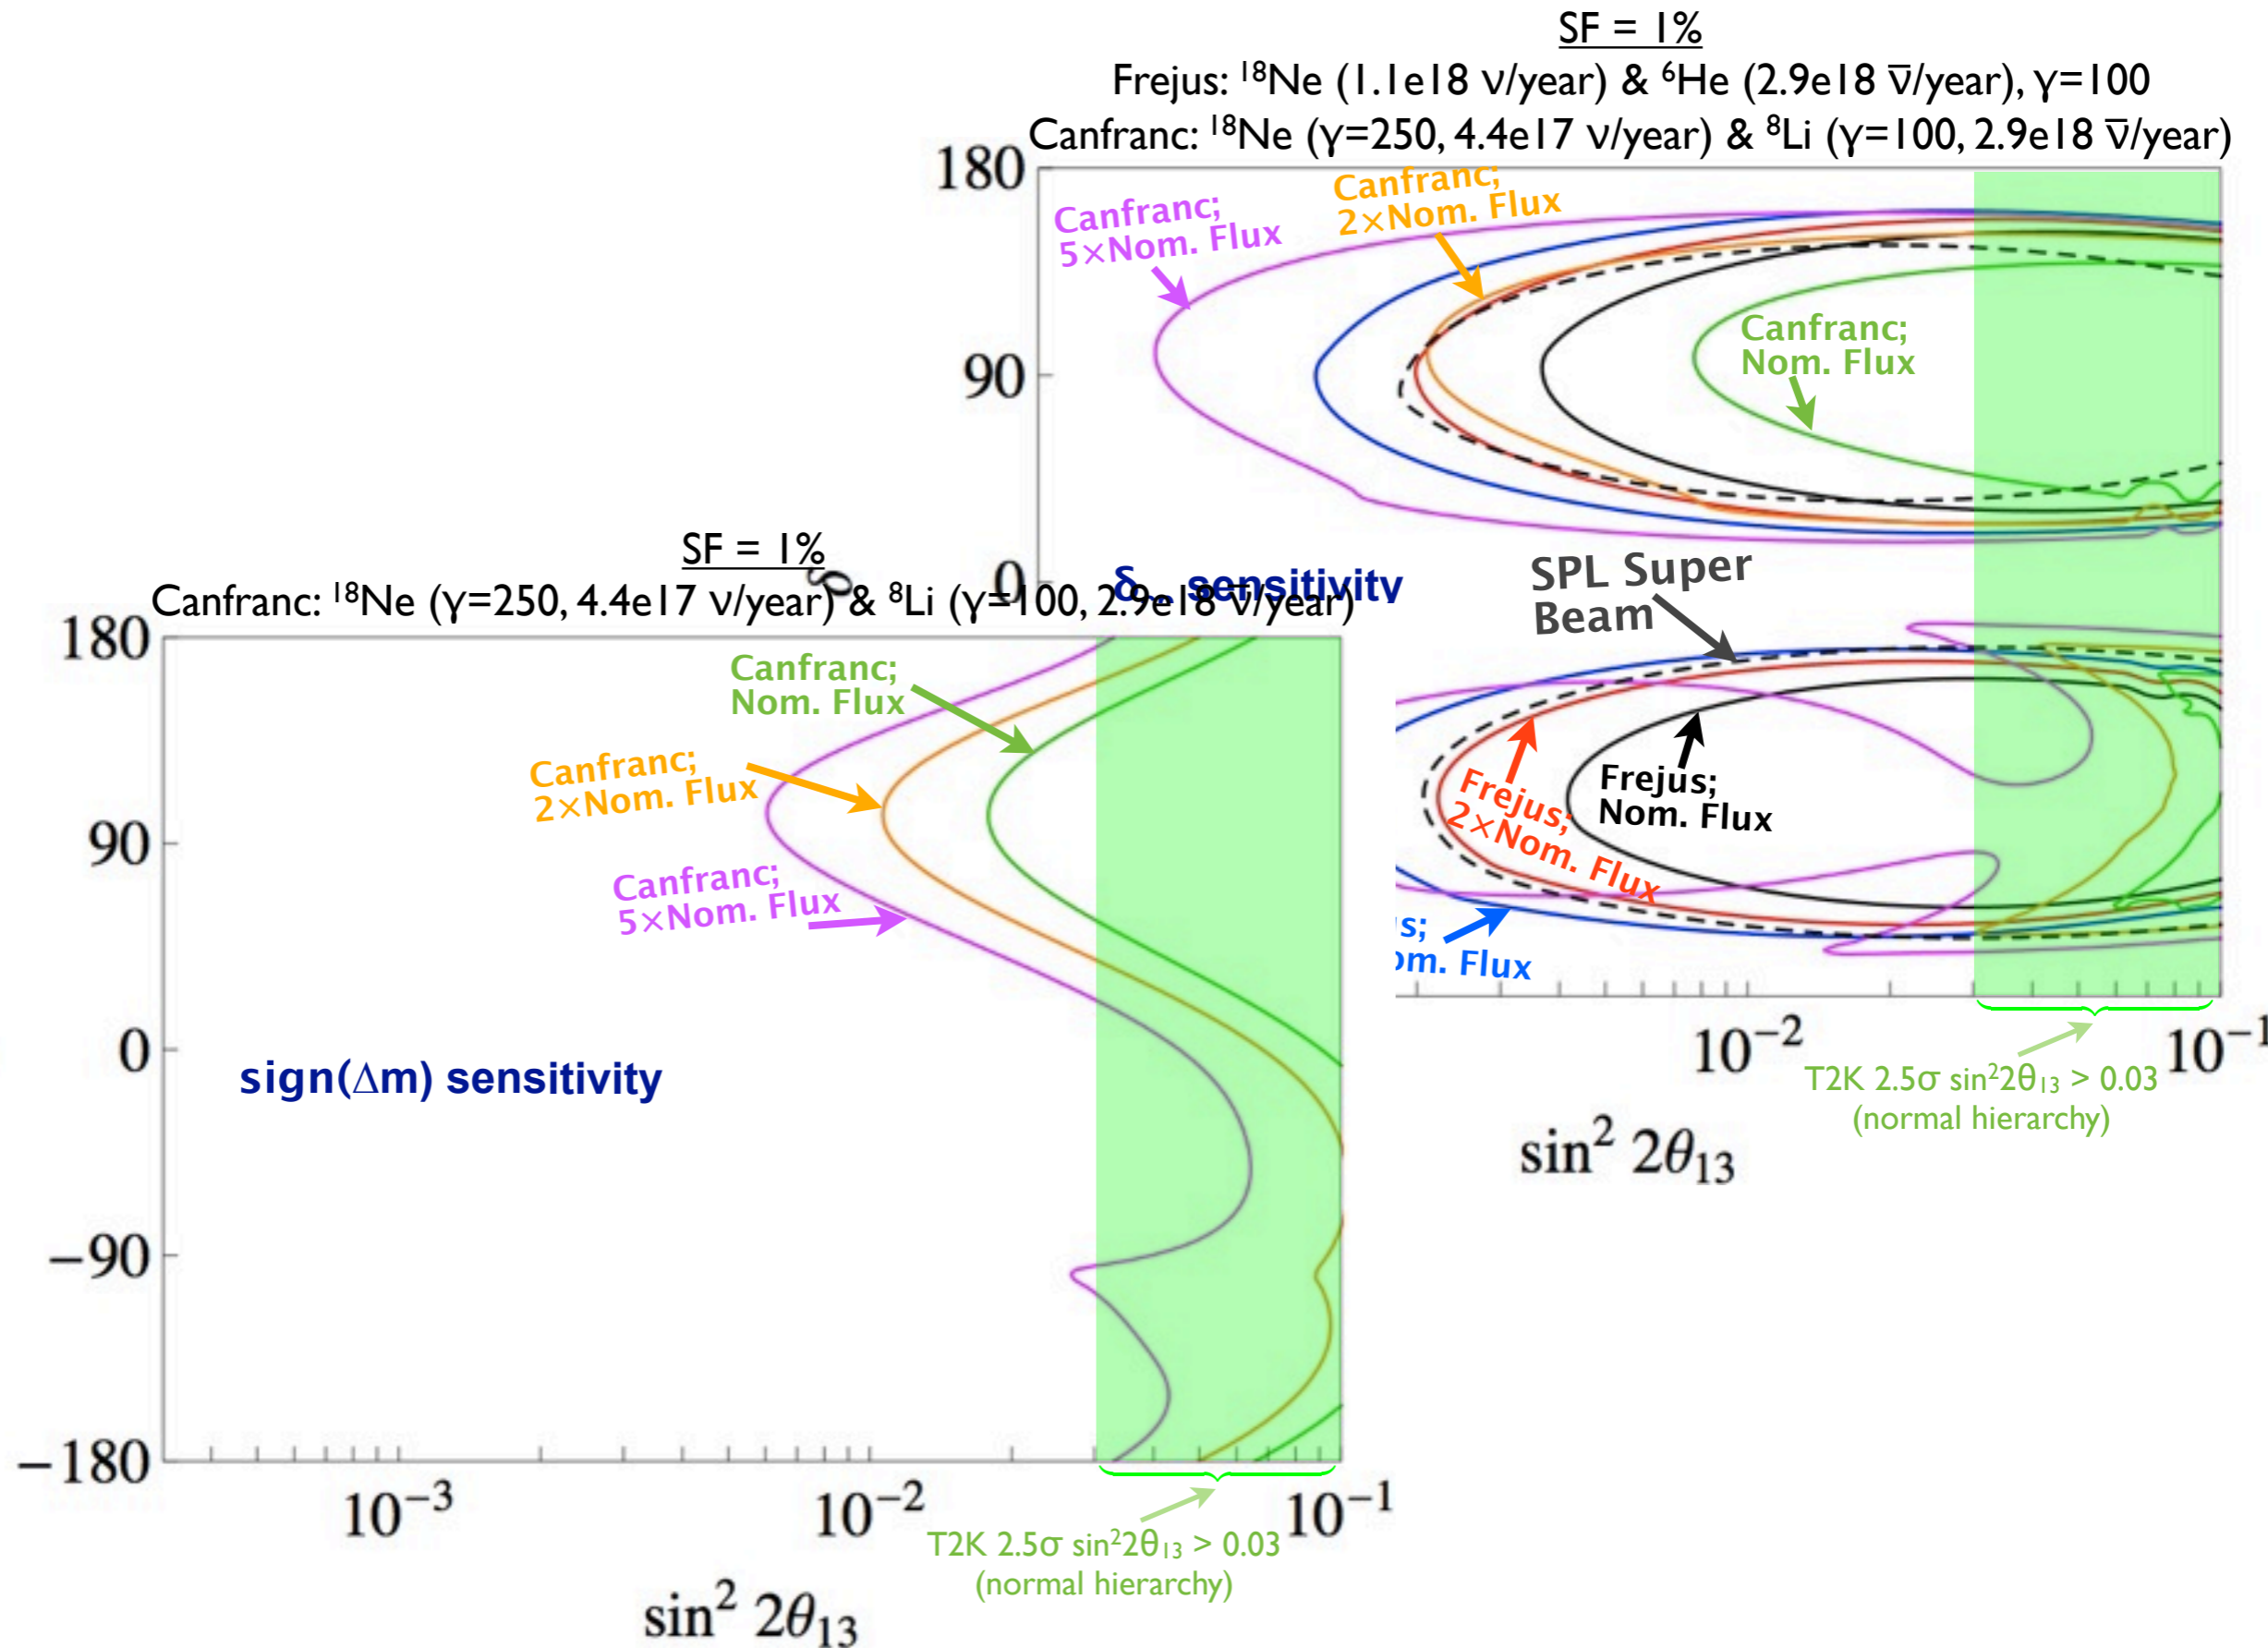 SF = 1%
Frejus: ¹⁸Ne (1.1e18 ν/year) & ⁶He (2.9e18 ν̅/year), γ=100
Canfranc: ¹⁸Ne (γ=250, 4.4e17 ν/year) & ⁸Li (γ=100, 2.9e18 ν̅/year)
180
90
0
Canfranc;
5×Nom. Flux
Canfranc;
2×Nom. Flux
Canfranc;
Nom. Flux
δ sensitivity
SPL Super
Beam
Frejus;
2×Nom. Flux
Frejus;
Nom. Flux
s;
om. Flux
10⁻²
10⁻¹
T2K 2.5σ sin²2θ₁₃ > 0.03
(normal hierarchy)
sin² 2θ₁₃
SF = 1%
δ
Canfranc: ¹⁸Ne (γ=250, 4.4e17 ν/year) & ⁸Li (γ=100, 2.9e18 ν̅/year)
180
90
0
−90
−180
Canfranc;
Nom. Flux
Canfranc;
2×Nom. Flux
Canfranc;
5×Nom. Flux
sign(Δm) sensitivity
10⁻³
10⁻²
10⁻¹
T2K 2.5σ sin²2θ₁₃ > 0.03
(normal hierarchy)
sin² 2θ₁₃